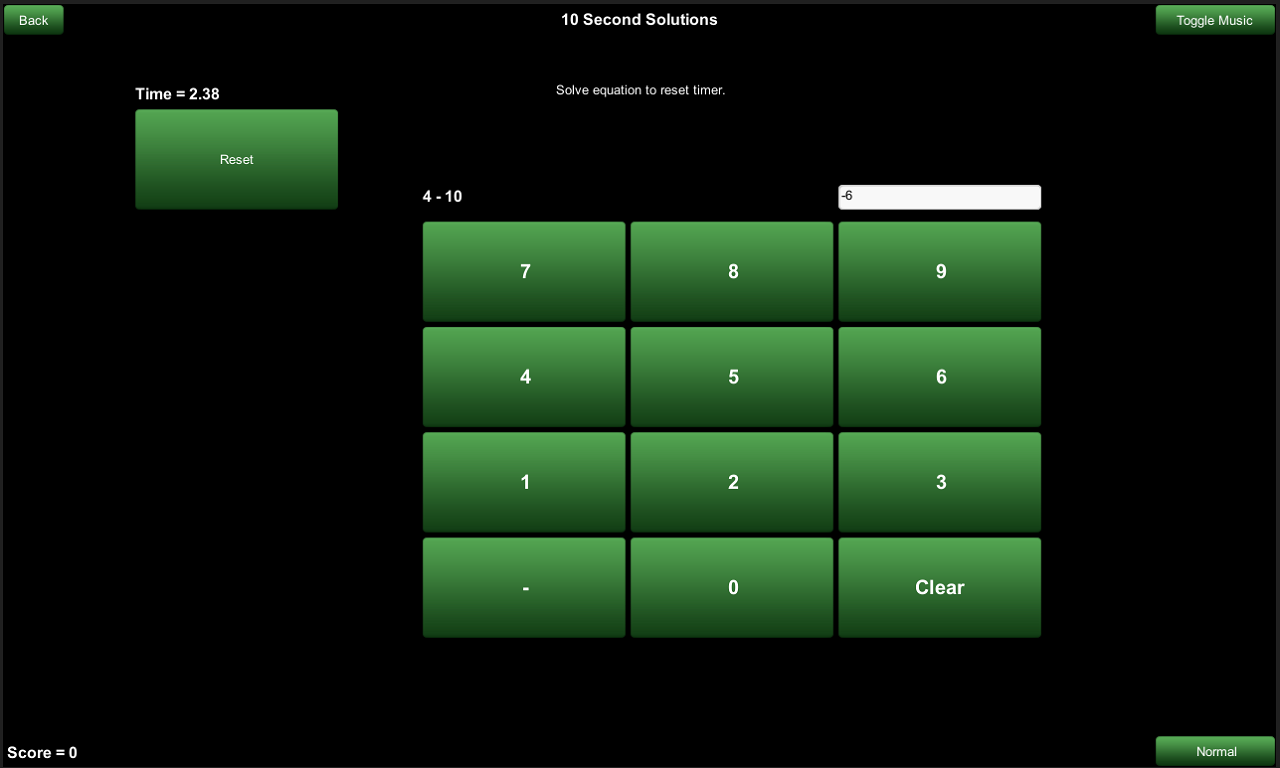 Back
10 Second Solutions
Toggle Music
Time = 2.38
Solve equation to reset timer.
Reset
4 - 10
-6
7
8
9
4
5
6
1
2
3
-
0
Clear
Score = 0
Normal